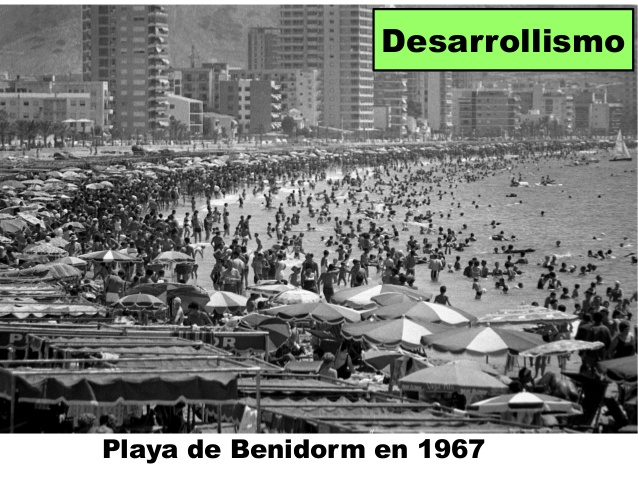 Desarrollismo
Playa de Benidorm en 1967